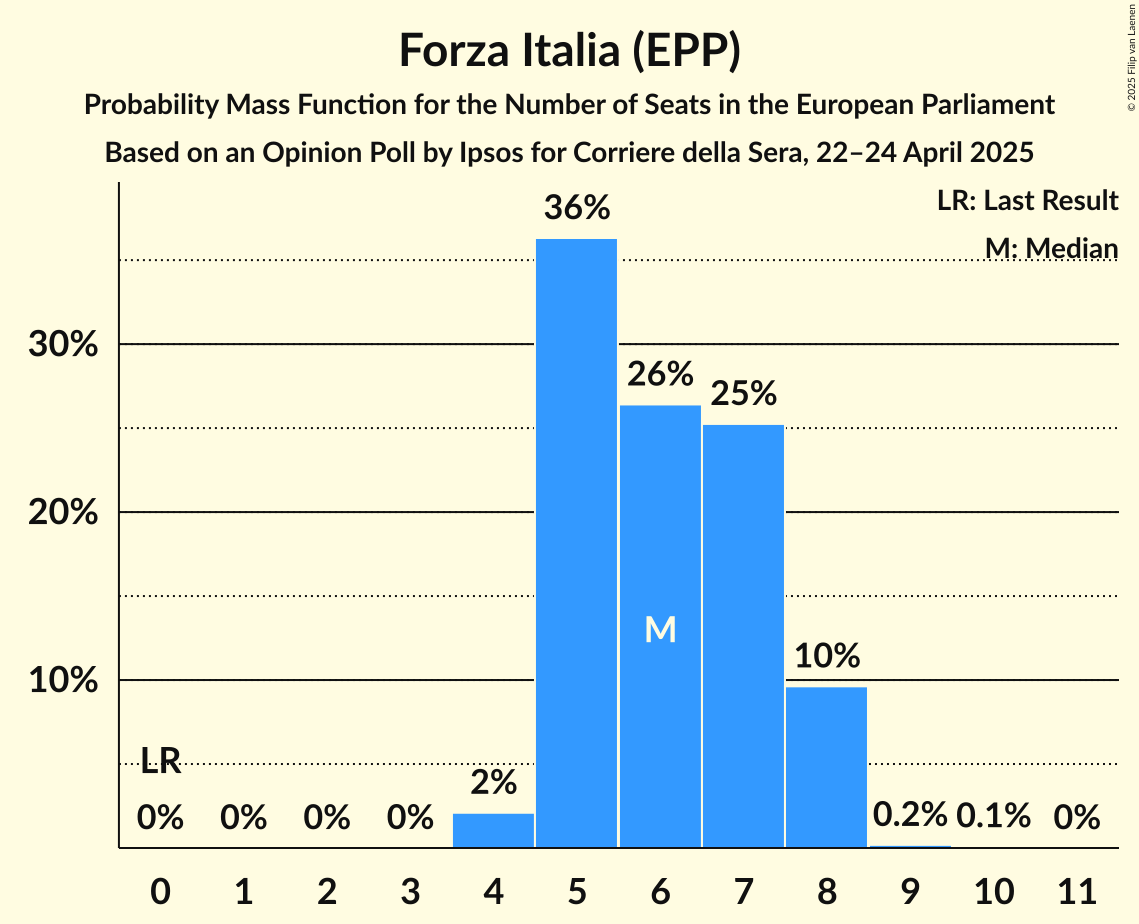 Forza Italia (EPP)
Probability Mass Function for the Number of Seats in the European Parliament
Based on an Opinion Poll by Ipsos for Corriere della Sera, 22–24 April 2025
© 2025 Filip van Laenen
LR: Last Result
M: Median
36%
30%
26%
25%
20%
M
10%
10%
LR
2%
0% 0% 0% 0% 0.2% 0.1% 0%
0 1 2 3 4 5 6 7 8 9 10 11